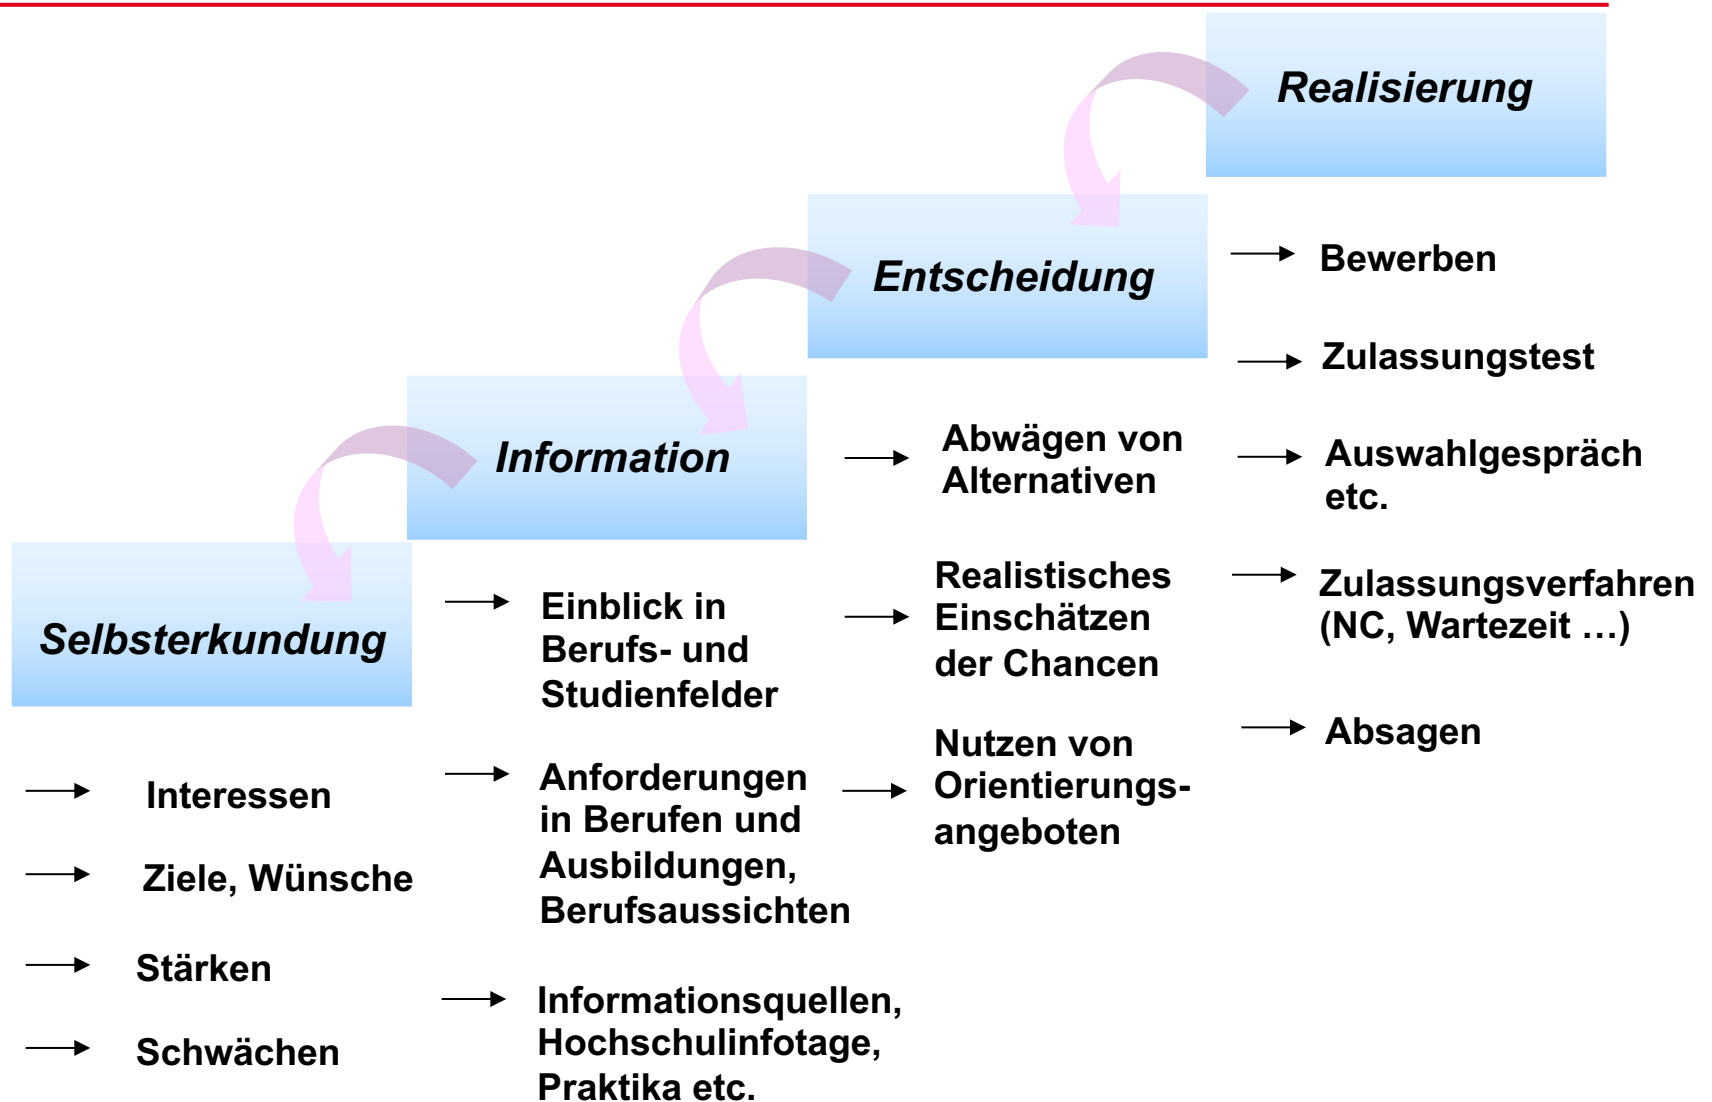 Realisierung
Bewerben
Zulassungstest
Auswahlgespräch
etc.
Zulassungsverfahren
(NC, Wartezeit …)
Absagen
Entscheidung
Abwägen von
Alternativen
Realistisches
Einschätzen
der Chancen
Nutzen von
Orientierungs-
angeboten
Information
Einblick in
Berufs- und
Studienfelder
Anforderungen
in Berufen und
Ausbildungen,
Berufsaussichten
Informationsquellen,
Hochschulinfotage,
Praktika etc.
Selbsterkundung
Interessen
Ziele, Wünsche
Stärken
Schwächen